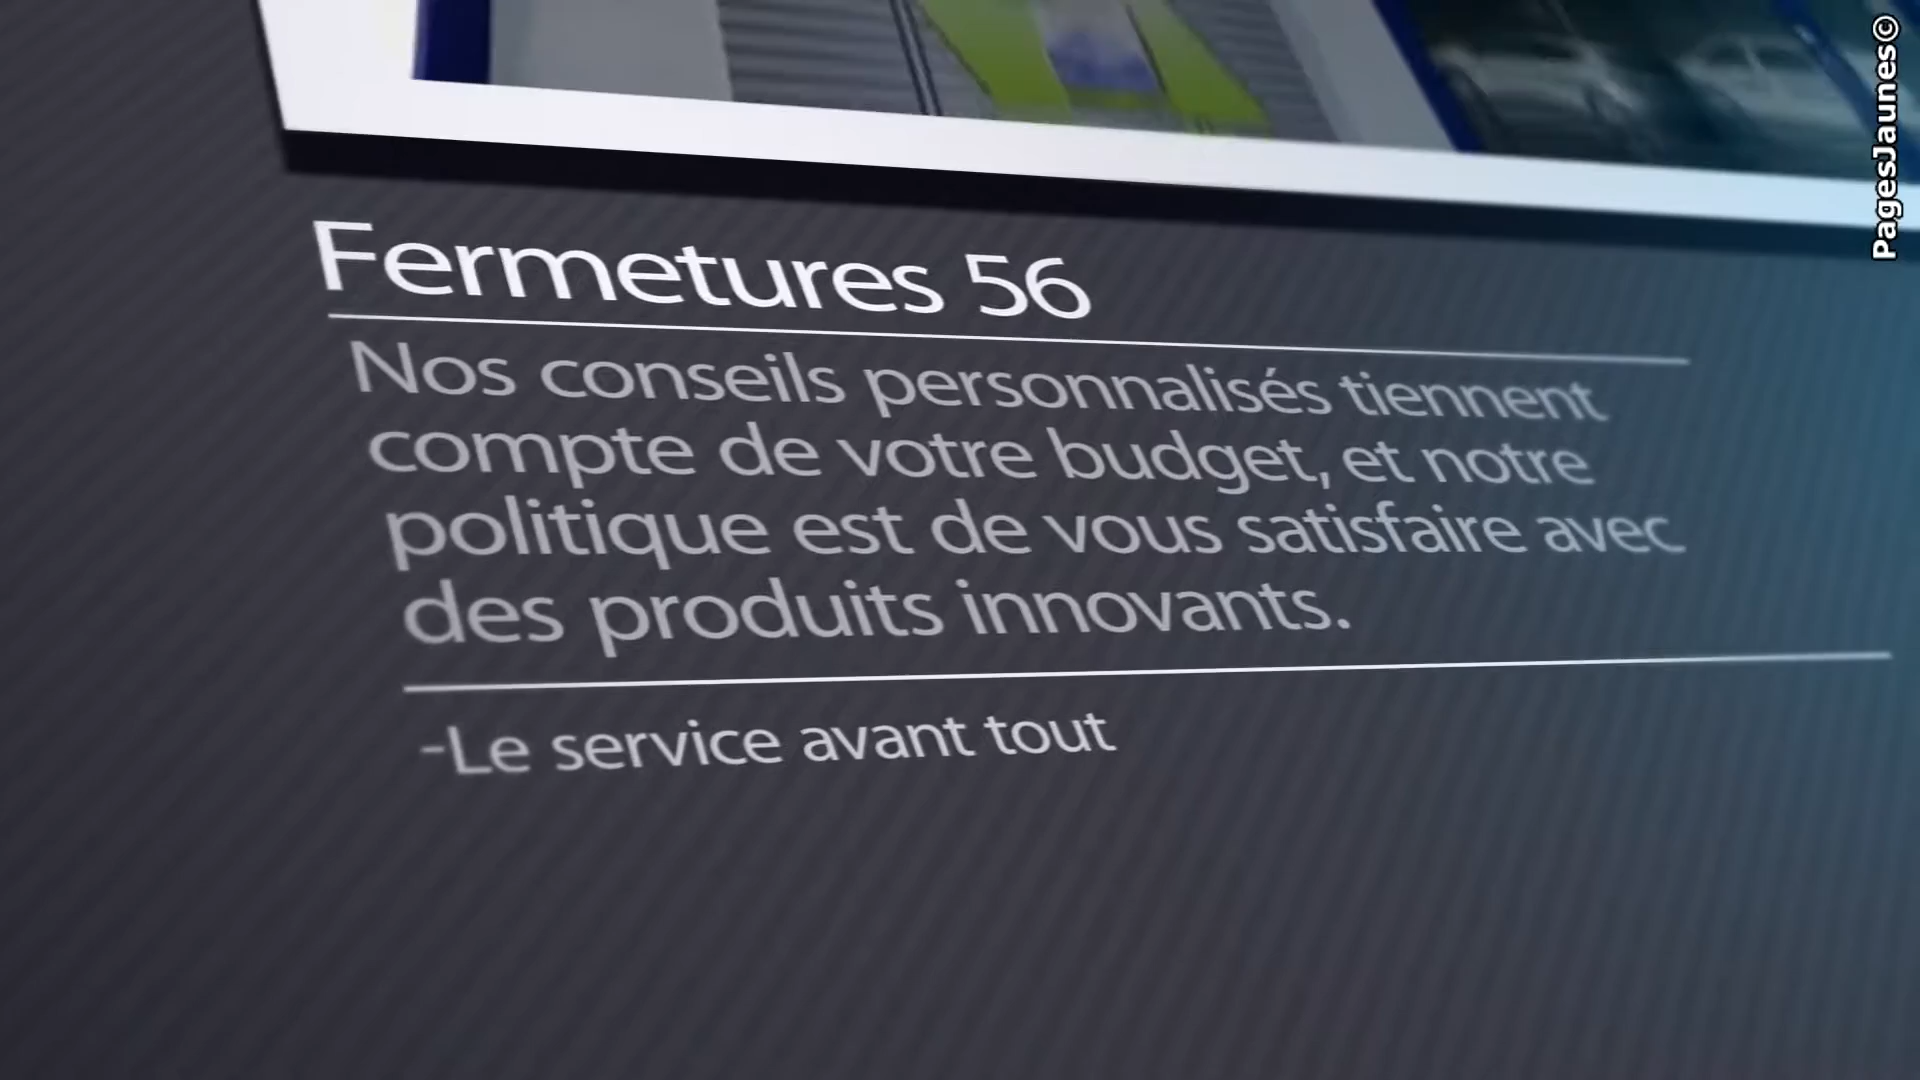 Fermetures 56
Nos conseils personnalisés tiennent
compte de votre budget, et notre
politique est de vous satisfaire avec
des produits innovants.
-Le service avant tout
PagesJaunes©